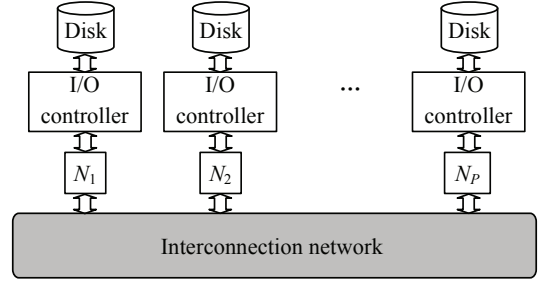 Disk Disk Disk
I/O I/O I/O
controller controller ... controller
N1 N2 NP
Interconnection network